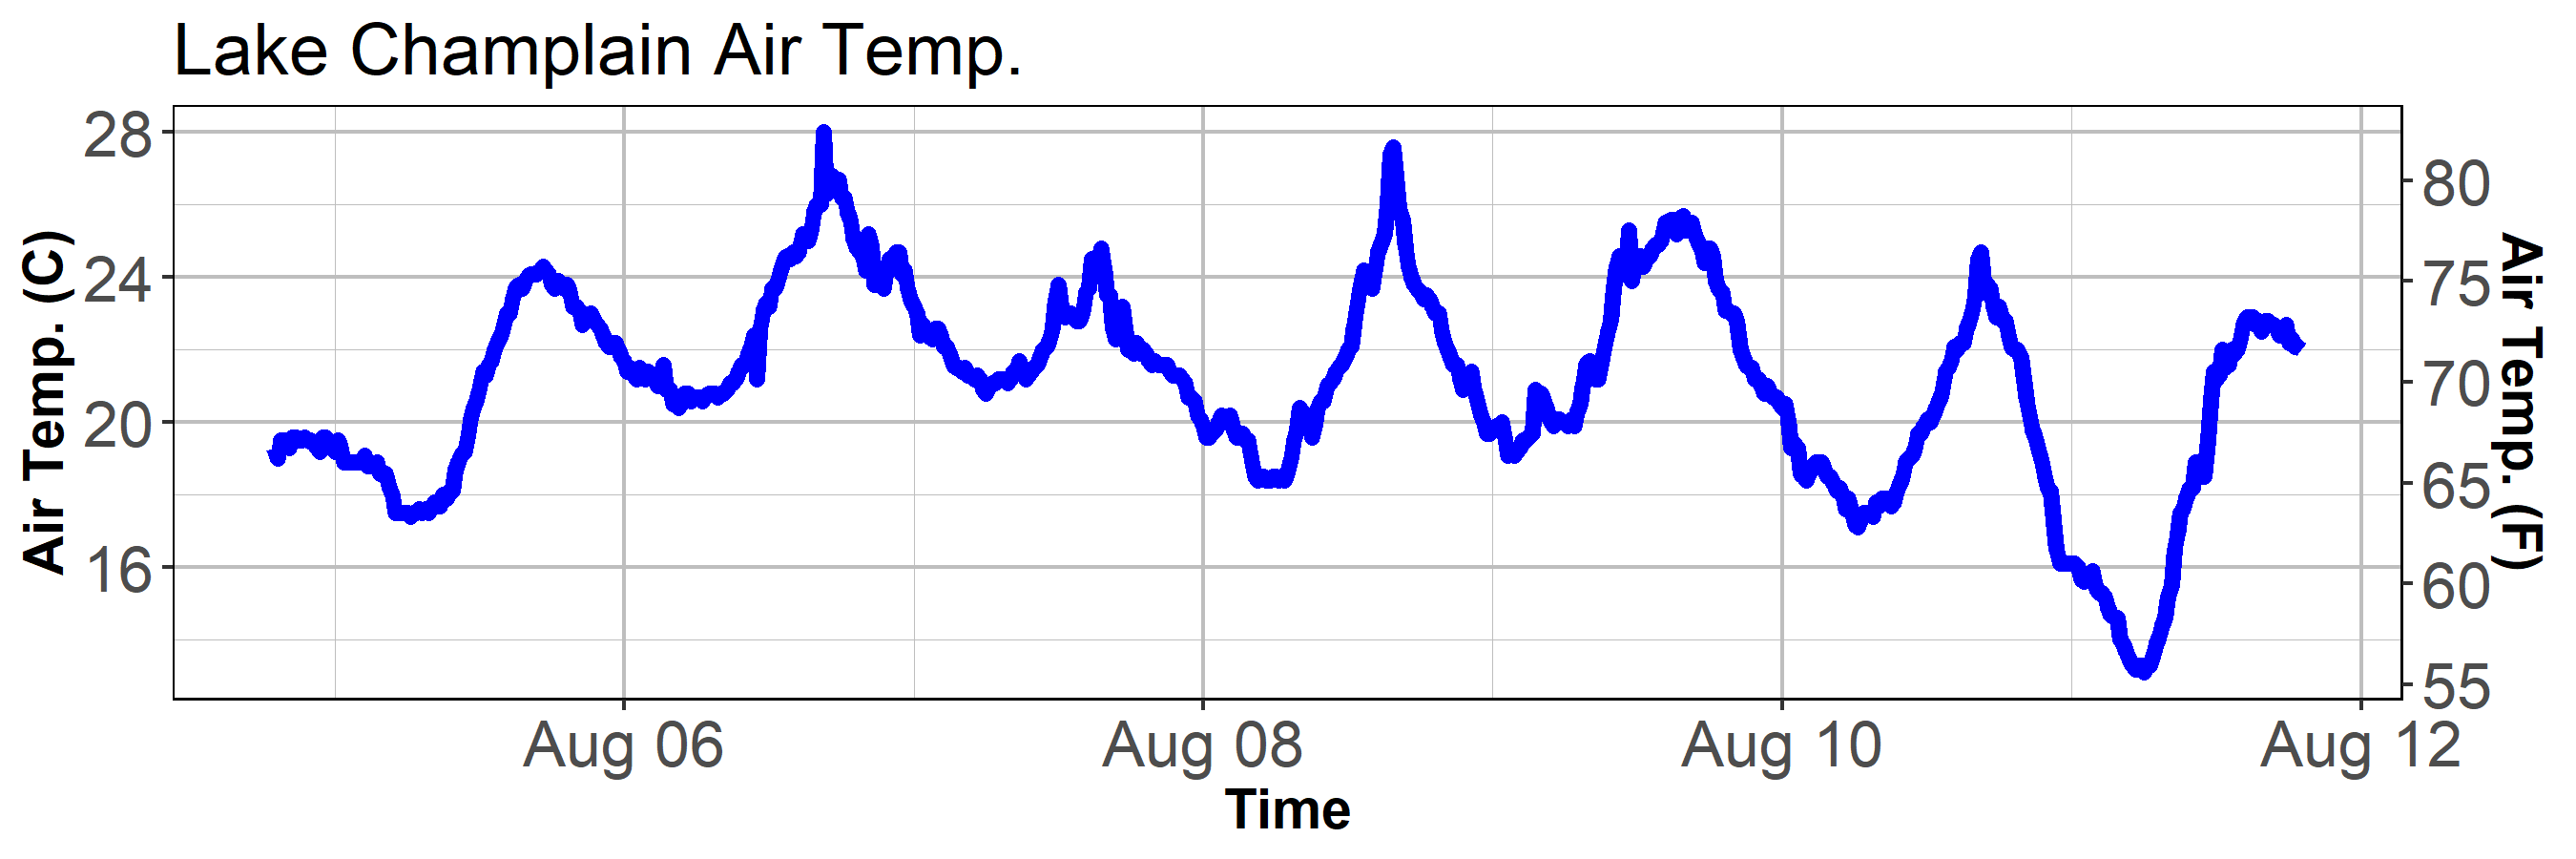 Lake Champlain Air Temp.
28
24
20
16
Air Temp. (C)
80
75
70
65
60
55
Air Temp. (F)
Aug 06
Aug 08
Aug 10
Aug 12
Time